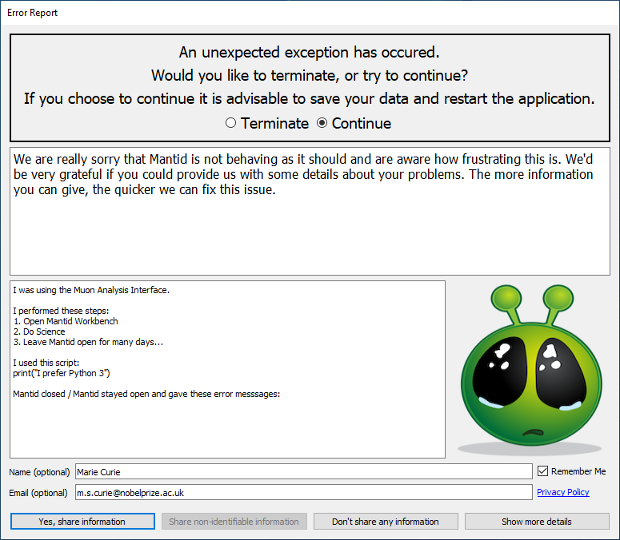 Error Report
An unexpected exception has occured.
Would you like to terminate, or try to continue?
If you choose to continue it is advisable to save your data and restart the application.
Terminate Continue
We are really sorry that Mantid is not behaving as it should and are aware how frustrating this is. We'd
be very grateful if you could provide us with some details about your problems. The more information
you can give, the quicker we can fix this issue.
I was using the Muon Analysis Interface.
I performed these steps:
1. Open Mantid Workbench
2. Do Science
3. Leave Mantid open for many days...
I used this script:
print("I prefer Python 3")
Mantid closed / Mantid stayed open and gave these error messsages:
Name (optional) Marie Curie Remember Me
Email (optional) m.s.curie@nobelprize.ac.uk Privacy Policy
Yes, share information Share non-identifiable information Don't share any information Show more details